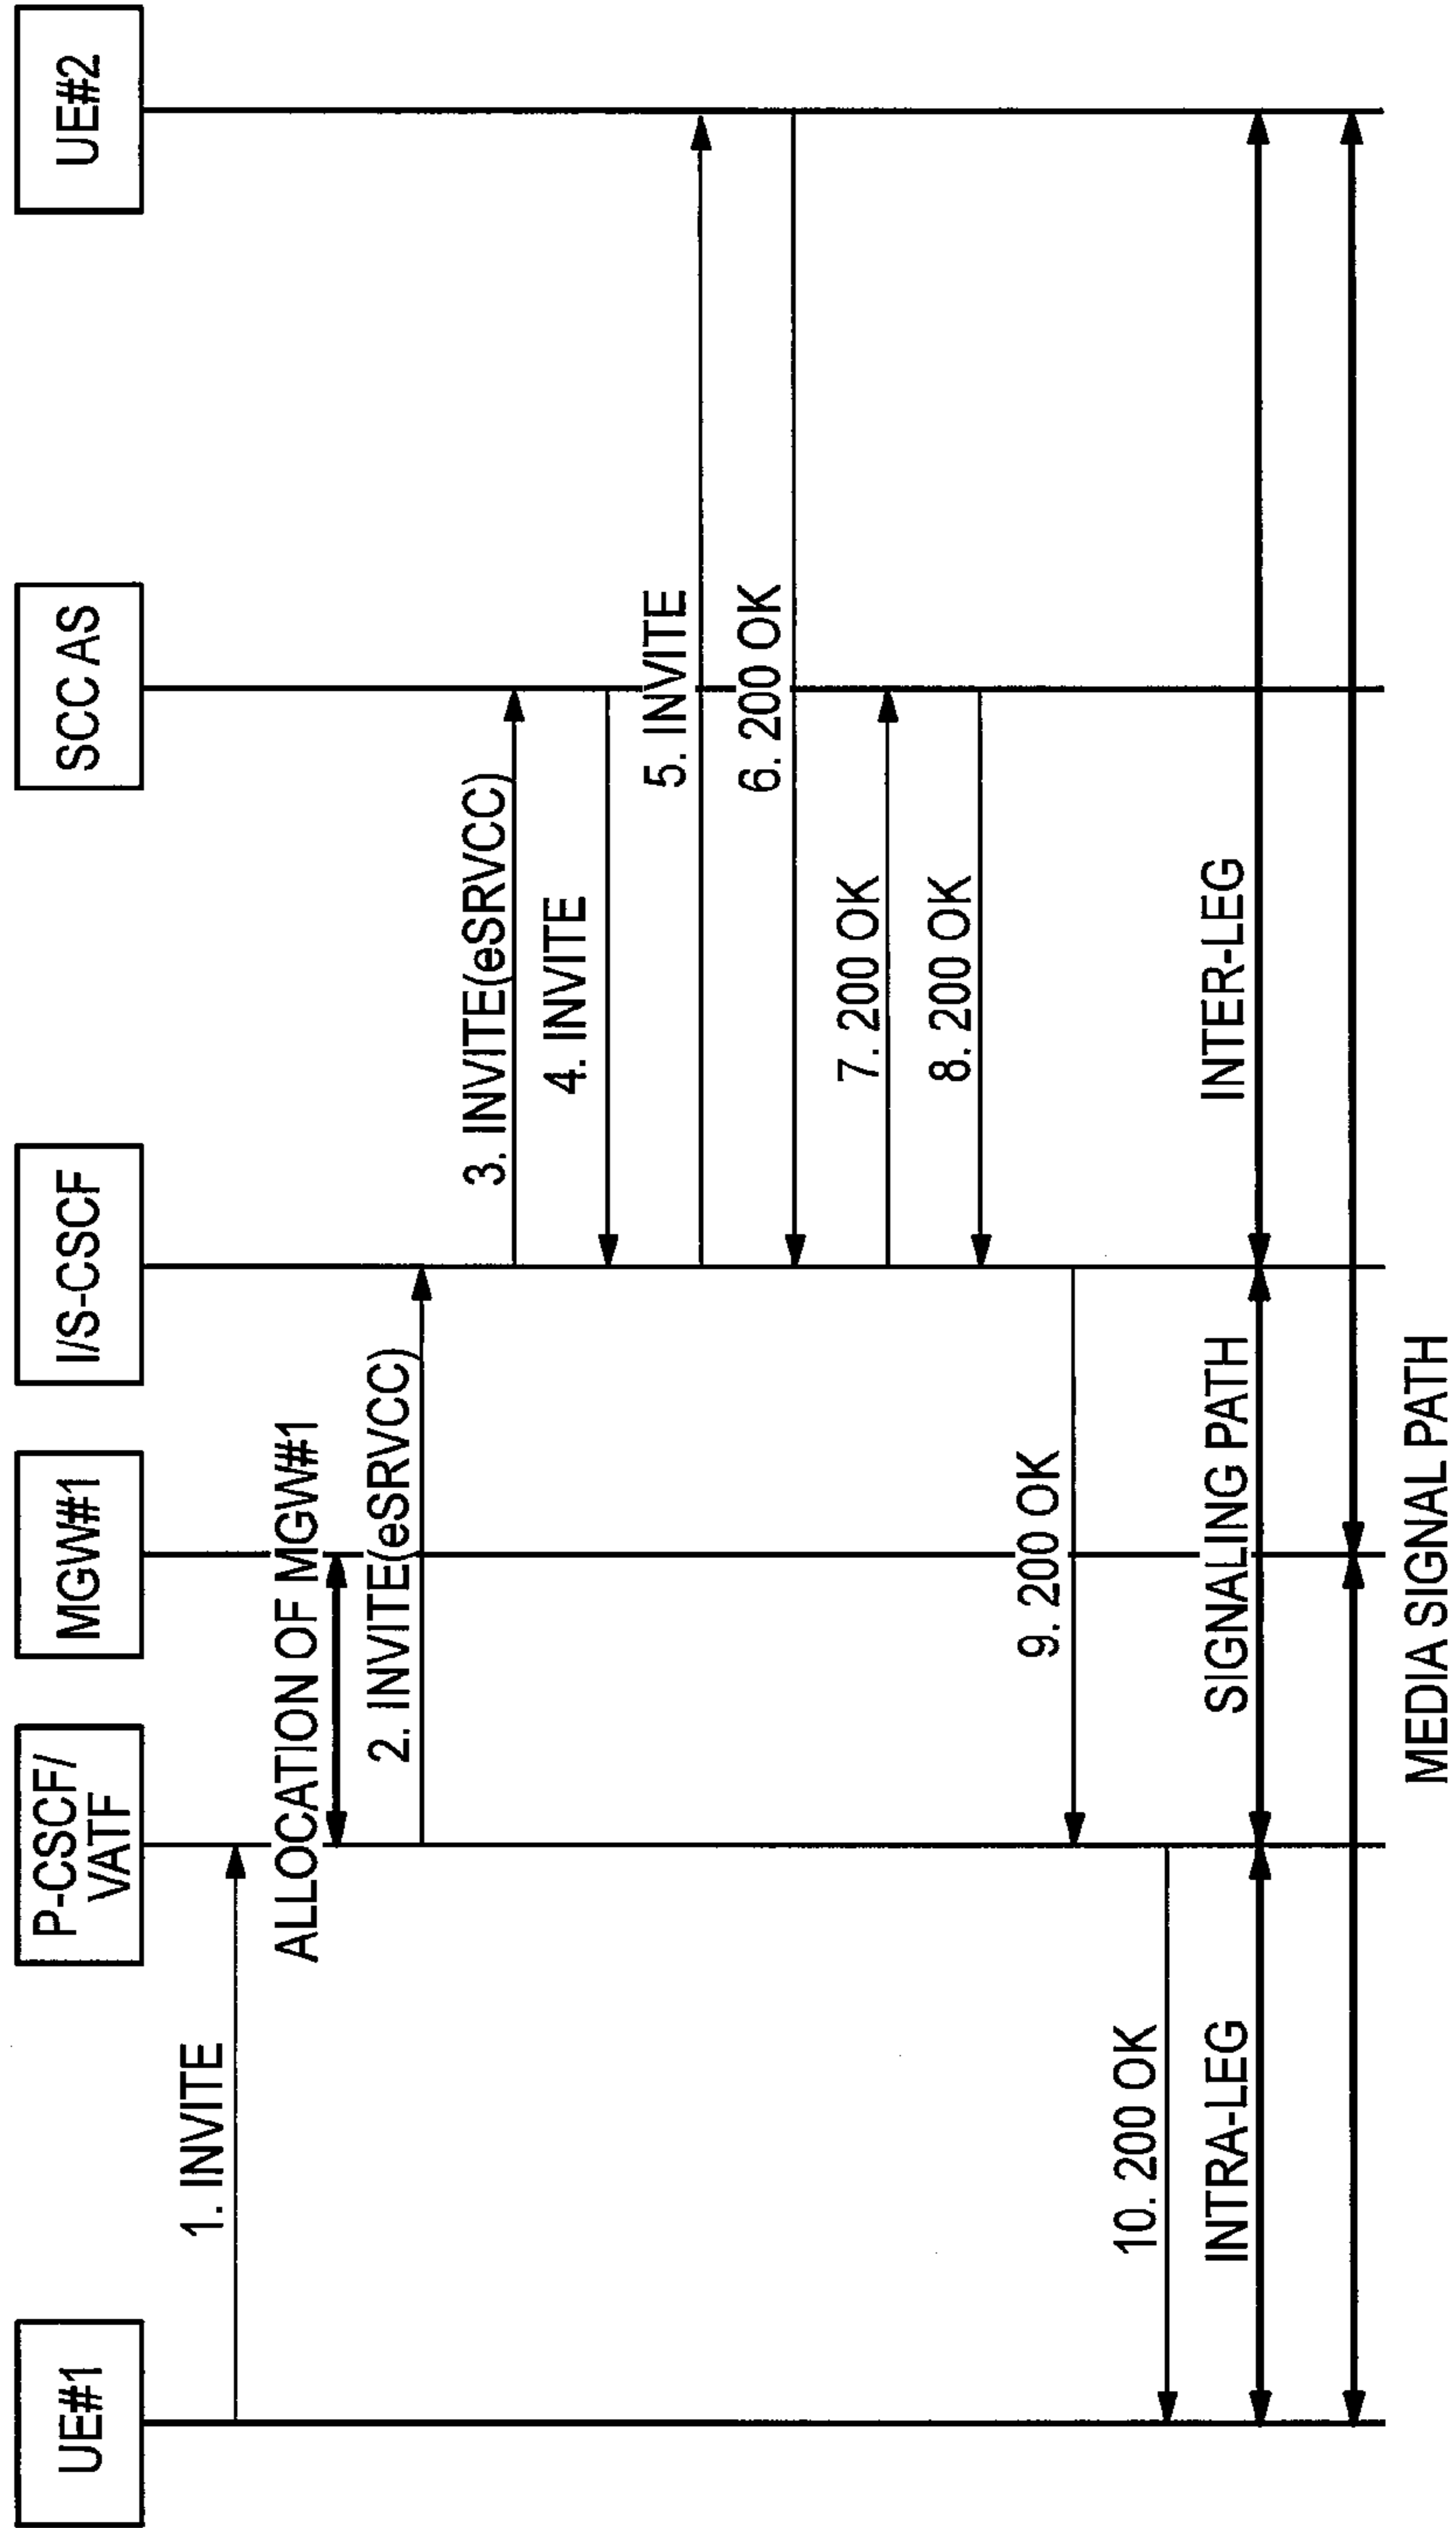 UE#1
P-CSCF/
VATF
MGW#1
I/S-CSCF
SCC AS
UE#2
1. INVITE
ALLOCATION OF MGW#1
2. INVITE(eSRVCC)
3. INVITE(eSRVCC)
4. INVITE
5. INVITE
6. 200 OK
7. 200 OK
8. 200 OK
9. 200 OK
10. 200 OK
INTRA-LEG
SIGNALING PATH
INTER-LEG
MEDIA SIGNAL PATH